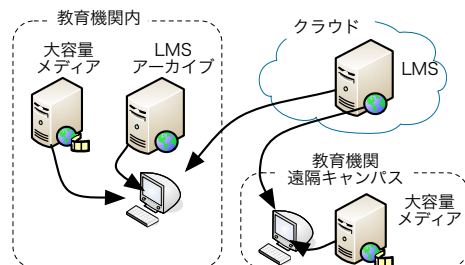 教育機関内
大容量
メディア
LMS
アーカイブ
クラウド
LMS
教育機関
遠隔キャンパス
大容量
メディア